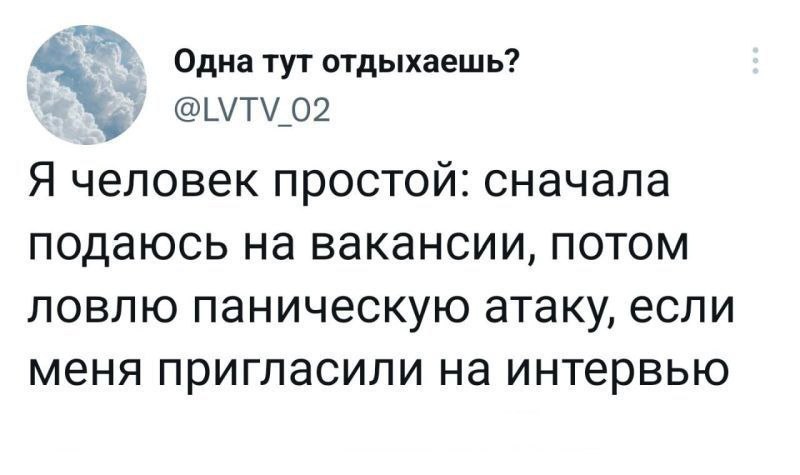 Одна тут отдыхаешь?
@LVTV_02
Я человек простой: сначала
подаюсь на вакансии, потом
ловлю паническую атаку, если
меня пригласили на интервью